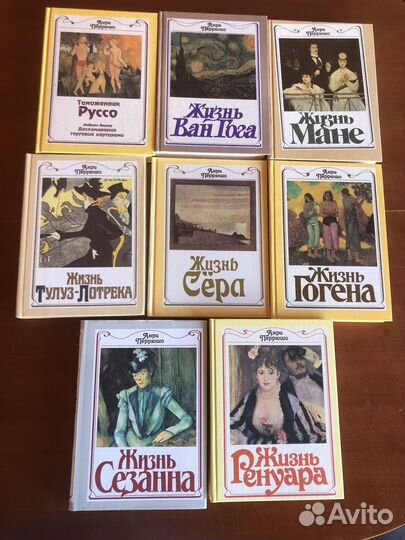 Анри Перрюшо
Таможенник
Руссо
Амбруаз Воллар
Воспоминания
торговца картинами
Анри Перрюшо
Жизнь
Ван Гога
Анри Перрюшо
Жизнь
Мане
Анри Перрюшо
Жизнь
Тулуз-Лотрека
Анри Перрюшо
Жизнь
Сёра
Анри Перрюшо
Жизнь
Гогена
Анри Перрюшо
Жизнь
Сезанна
Анри Перрюшо
Жизнь
Ренуара
Avito